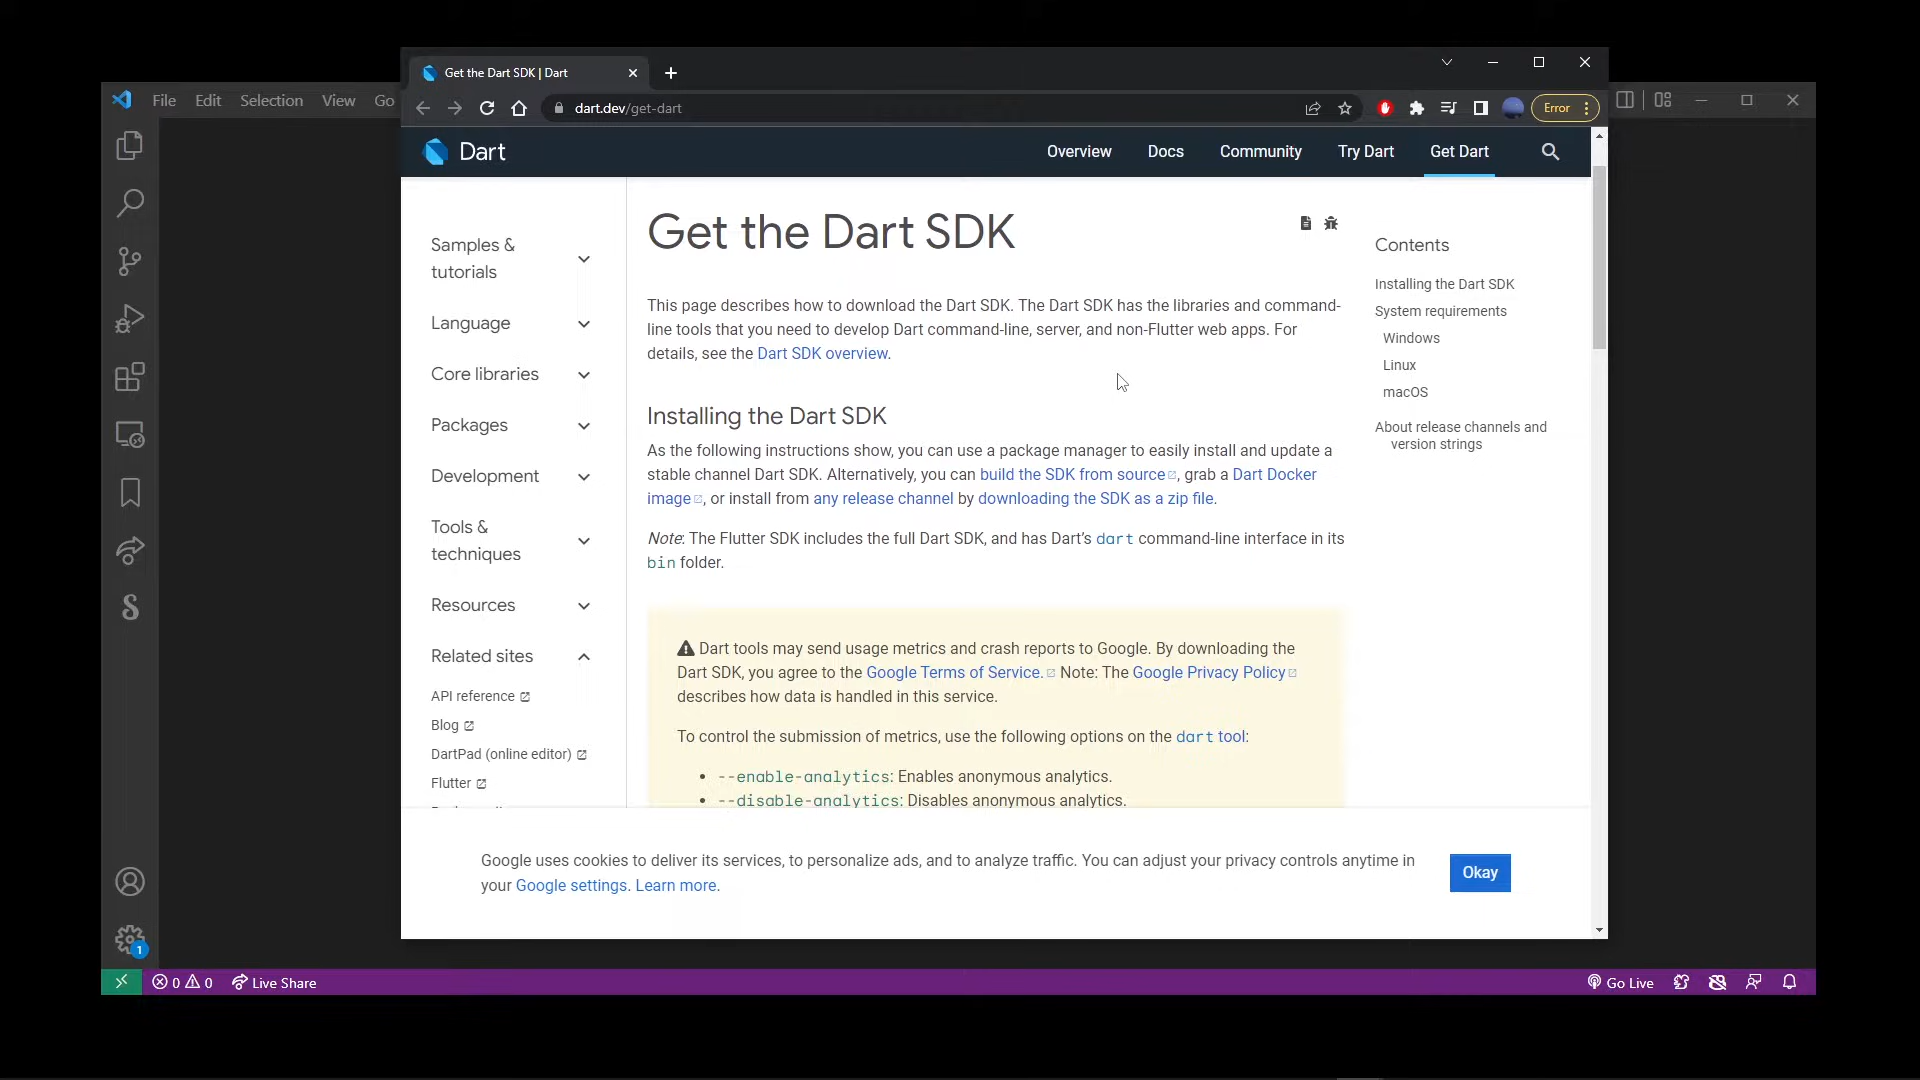 Get the Dart SDK | Dart
File Edit Selection View Go
dart.dev/get-dart
Error
Dart
Overview Docs Community Try Dart Get Dart
Samples &
tutorials
Language
Core libraries
Packages
Development
Tools &
techniques
Resources
Related sites
API reference
Blog
DartPad (online editor)
Flutter
Get the Dart SDK
This page describes how to download the Dart SDK. The Dart SDK has the libraries and command-
line tools that you need to develop Dart command-line, server, and non-Flutter web apps. For
details, see the Dart SDK overview.
Installing the Dart SDK
As the following instructions show, you can use a package manager to easily install and update a
stable channel Dart SDK. Alternatively, you can build the SDK from source, grab a Dart Docker
image, or install from any release channel by downloading the SDK as a zip file.
Note: The Flutter SDK includes the full Dart SDK, and has Dart's dart command-line interface in its
bin folder.
Dart tools may send usage metrics and crash reports to Google. By downloading the
Dart SDK, you agree to the Google Terms of Service. Note: The Google Privacy Policy
describes how data is handled in this service.
To control the submission of metrics, use the following options on the dart tool:
• --enable-analytics: Enables anonymous analytics.
• --disable-analytics: Disables anonymous analytics.
Contents
Installing the Dart SDK
System requirements
Windows
Linux
macOS
About release channels and
version strings
Google uses cookies to deliver its services, to personalize ads, and to analyze traffic. You can adjust your privacy controls anytime in
your Google settings. Learn more.
Okay
1
0 0 Live Share
Go Live